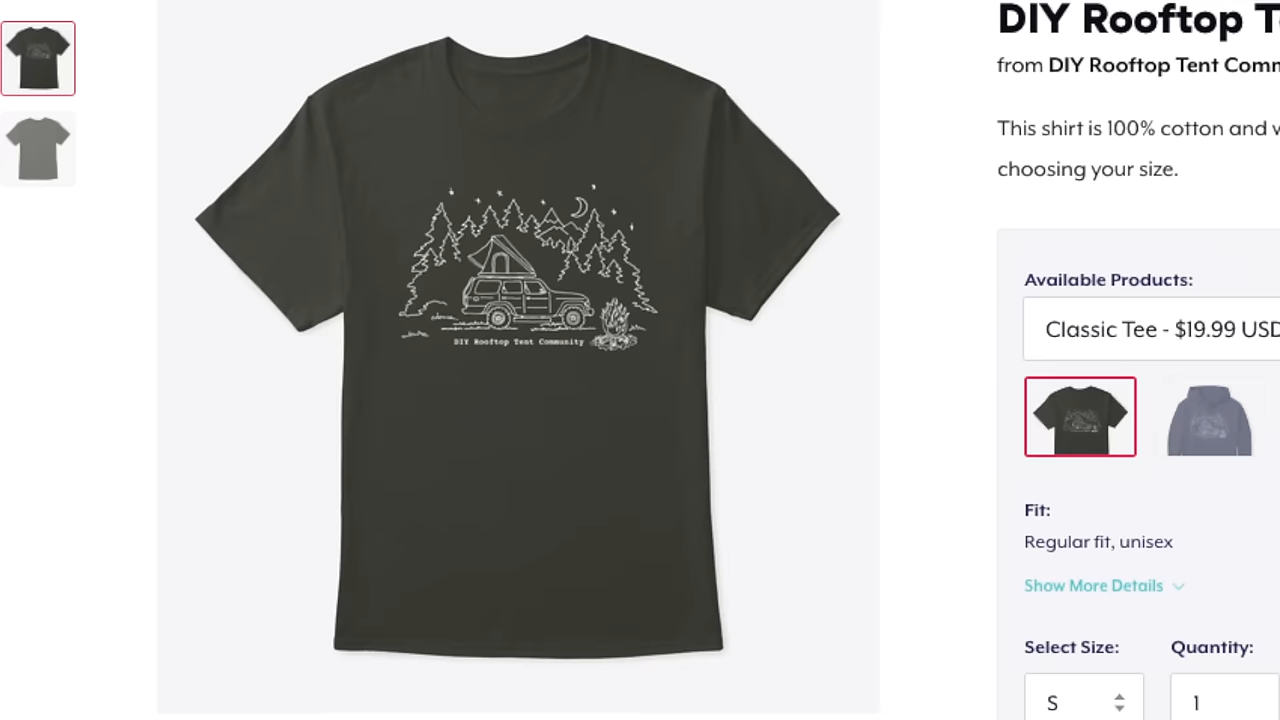 DIY Rooftop
from DIY Rooftop Tent
This shirt is 100% cotton and
choosing your size.
DIY Rooftop Tent Community
Available Products:
Classic Tee - $19.99 USD
Fit:
Regular fit, unisex
Show More Details
Select Size:
Quantity:
S
1